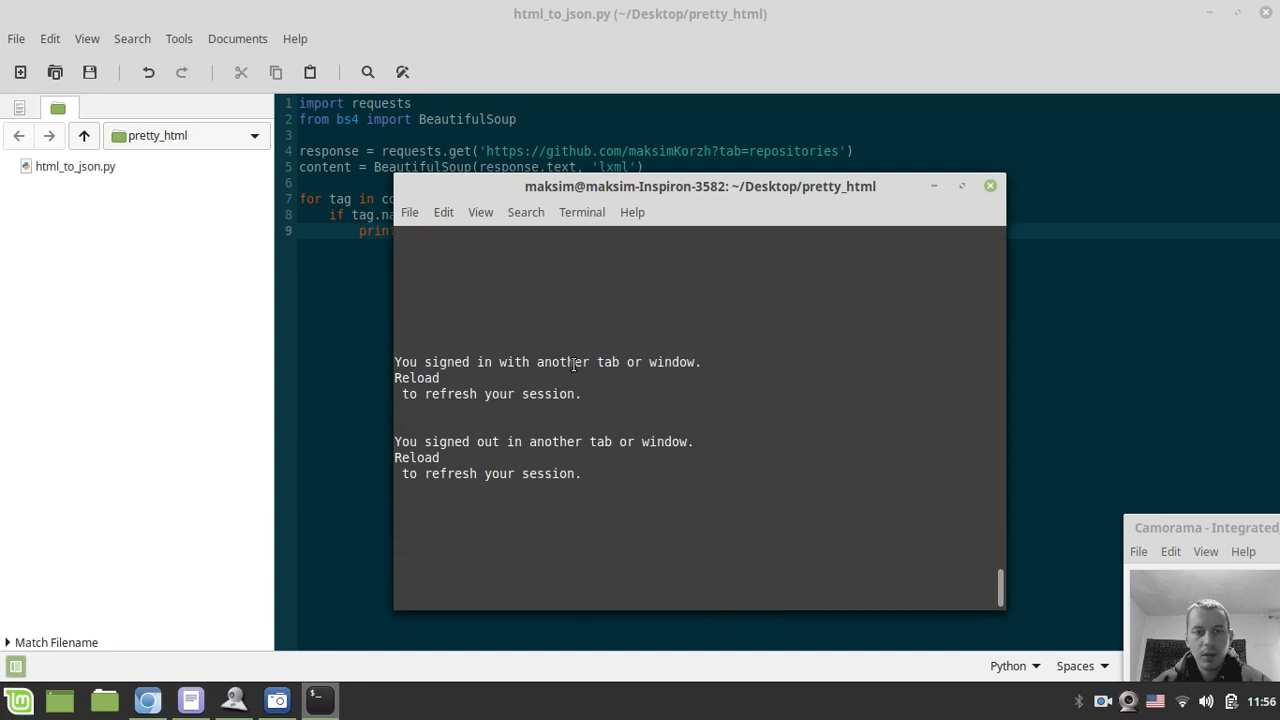 html_to_json.py (~/Desktop/pretty_html)
File Edit View Search Tools Documents Help
pretty_html
html_to_json.py
1 import requests
2 from bs4 import BeautifulSoup
3
4 response = requests.get('https://github.com/maksimKorzh?tab=repositories')
5 content = BeautifulSoup(response.text, 'lxml')
6
7 for tag in
8 if
9
maksim@maksim-Inspiron-3582: ~/Desktop/pretty_html
File Edit View Search Terminal Help
You signed in with another tab or window.
Reload
to refresh your session.
You signed out in another tab or window.
Reload
to refresh your session.
Camorama - Integrated
File Edit View Help
Match Filename
Python Spaces
11:56